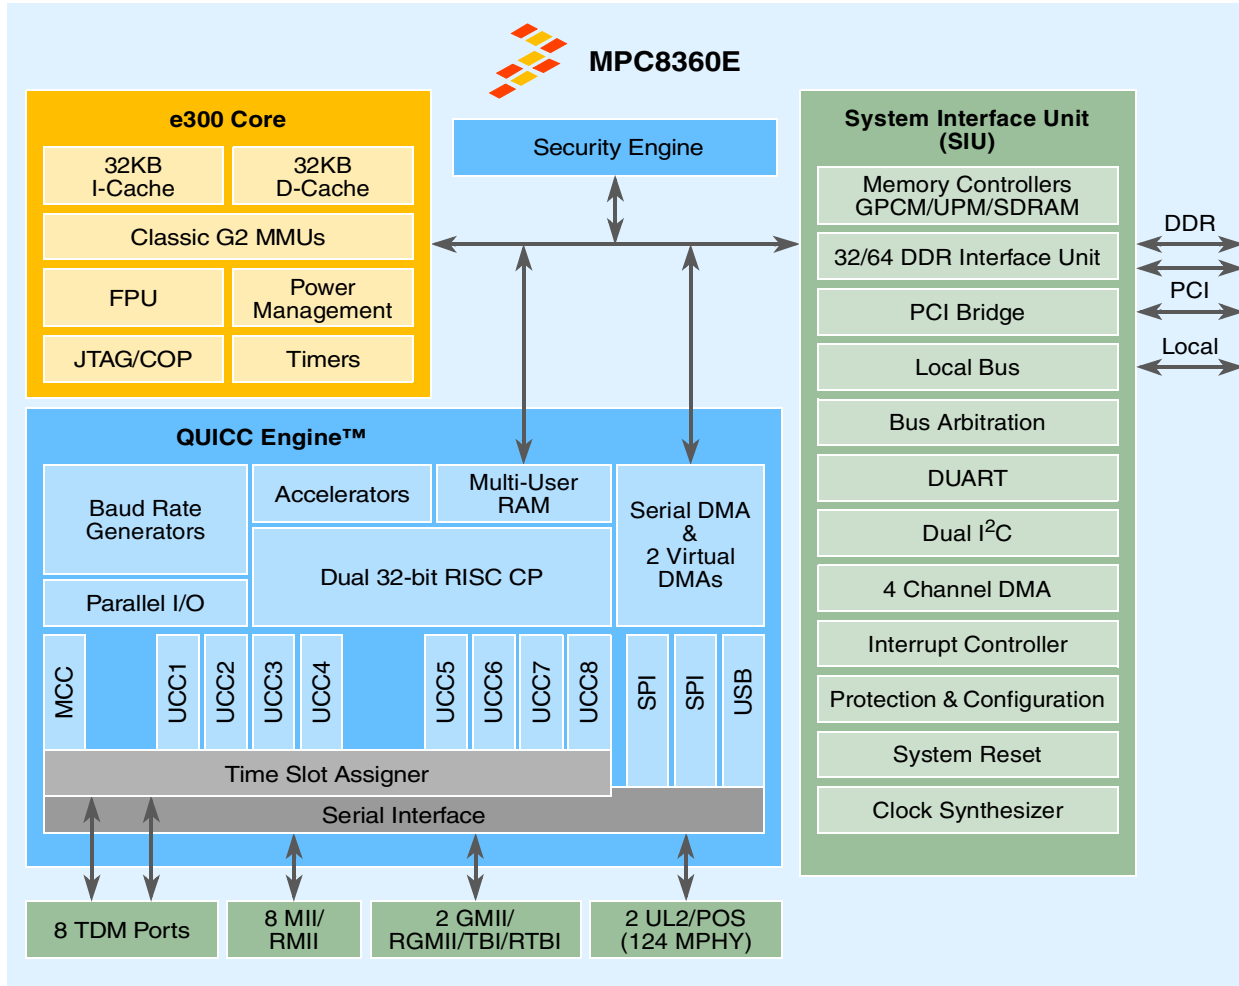 MPC8360E
e300 Core
32KB
I-Cache
32KB
D-Cache
Classic G2 MMUs
FPU
Power
Management
JTAG/COP
Timers
Security Engine
System Interface Unit
(SIU)
Memory Controllers
GPCM/UPM/SDRAM
32/64 DDR Interface Unit
PCI Bridge
Local Bus
Bus Arbitration
DUART
Dual I²C
4 Channel DMA
Interrupt Controller
Protection & Configuration
System Reset
Clock Synthesizer
DDR
PCI
Local
QUICC Engine™
Baud Rate
Generators
Accelerators
Multi-User
RAM
Serial DMA
&
2 Virtual
DMAs
Dual 32-bit RISC CP
Parallel I/O
MCC
UCC1
UCC2
UCC3
UCC4
UCC5
UCC6
UCC7
UCC8
SPI
SPI
USB
Time Slot Assigner
Serial Interface
8 TDM Ports
8 MII/
RMII
2 GMII/
RGMII/TBI/RTBI
2 UL2/POS
(124 MPHY)